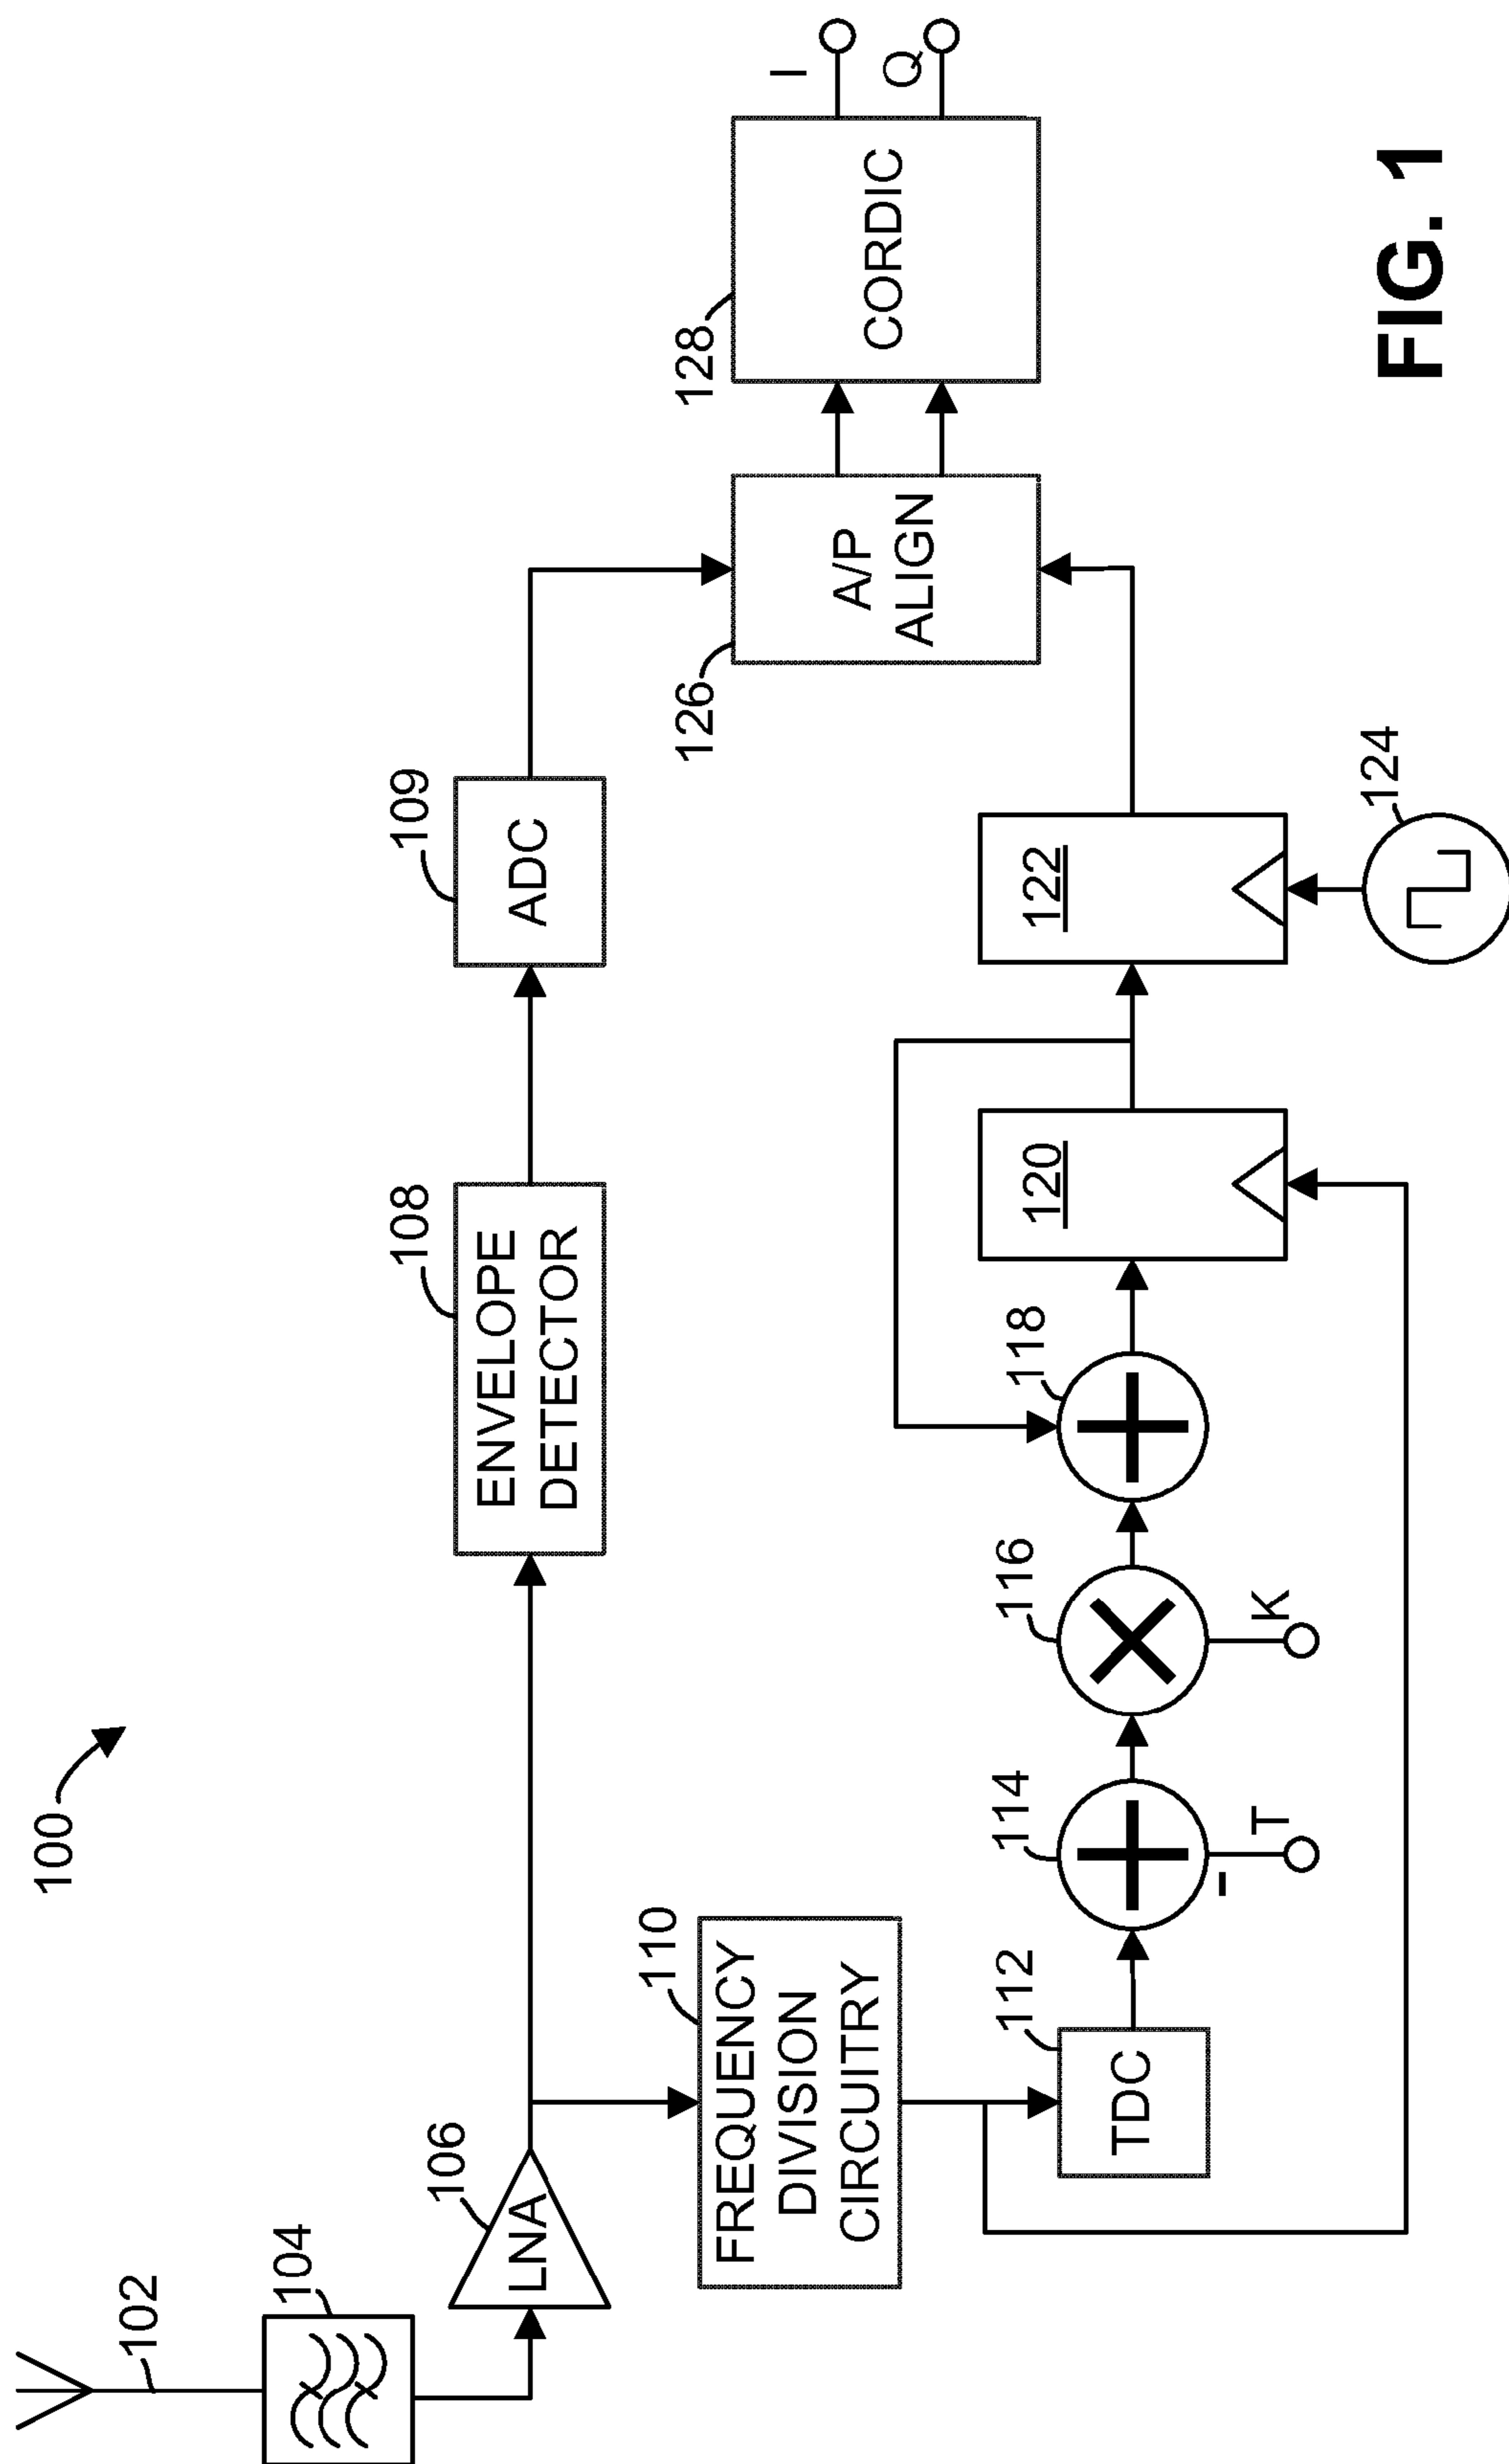 100
102
104
106
LNA
108
ENVELOPE
DETECTOR
109
ADC
110
FREQUENCY
DIVISION
CIRCUITRY
112
TDC
114
-
T
116
K
118
120
122
124
126
A/P
ALIGN
128
CORDIC
I
Q
FIG. 1